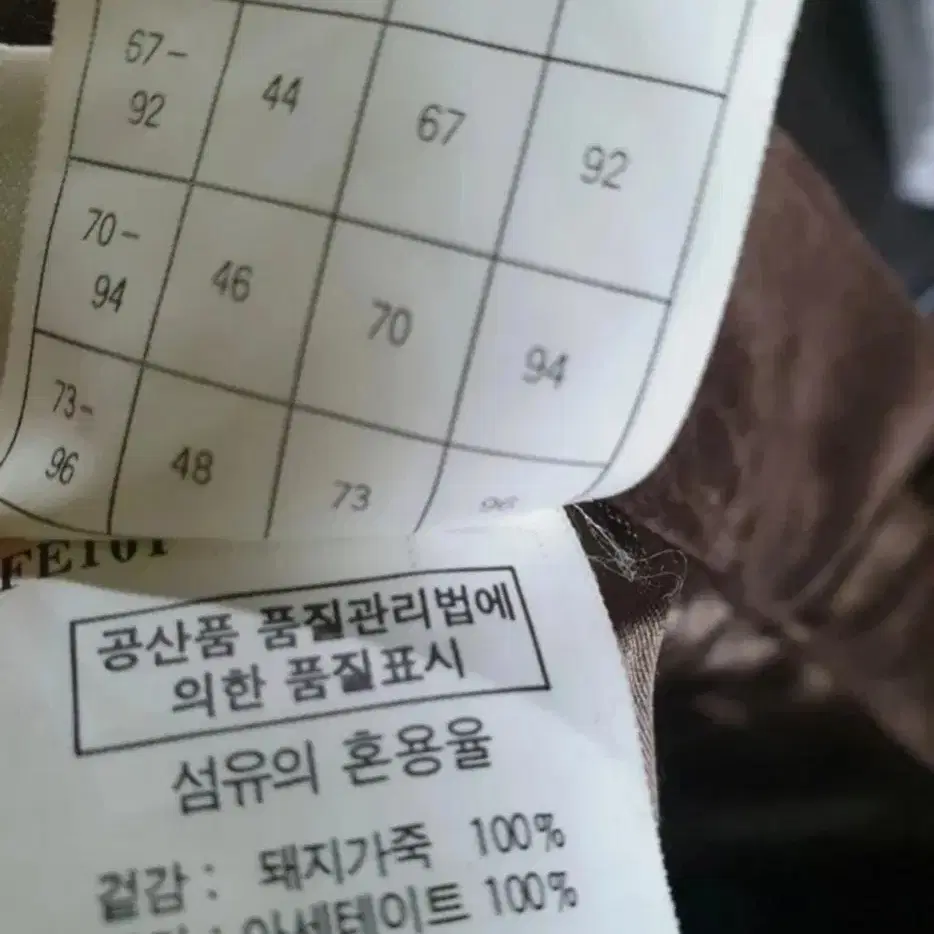 67-
92 44 67 92
70-
94 46 70 94
73-
96 48 73 96
FE101
공산품 품질관리법에
의한 품질표시
섬유의 혼용율
겉감 : 돼지가죽 100%
: 아세테이트 100%